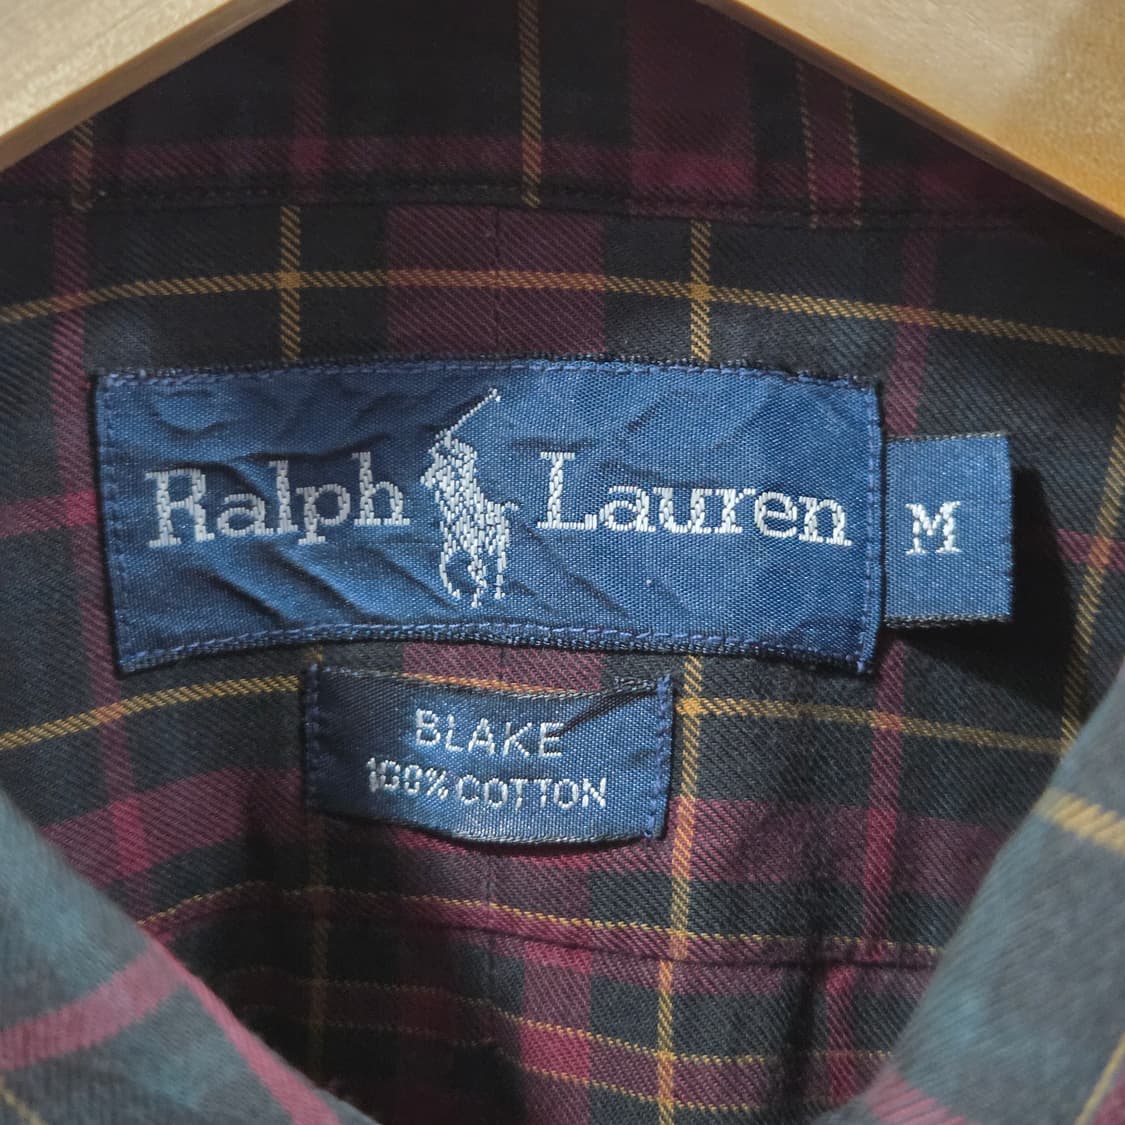 Ralph Lauren
M
BLAKE
100% COTTON